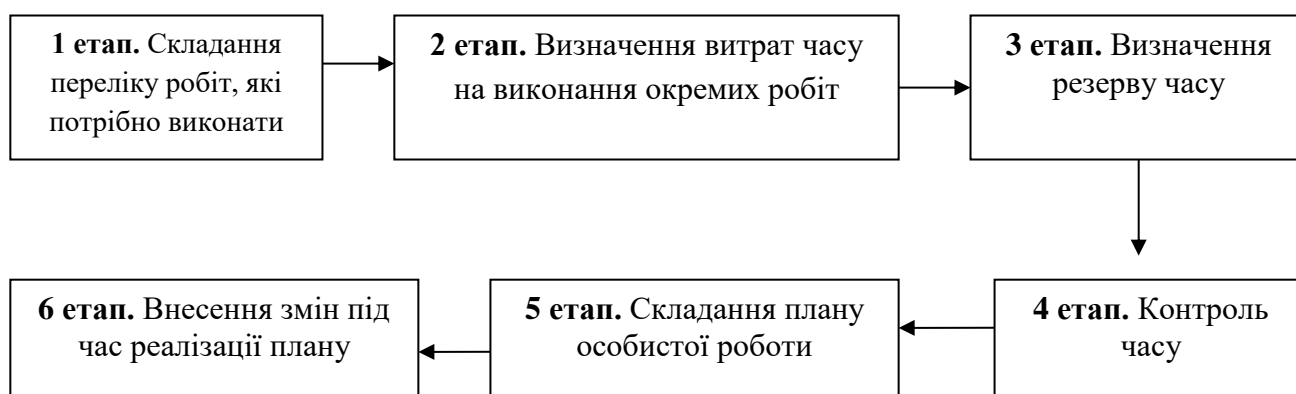 1 етап. Складання
переліку робіт, які
потрібно виконати
2 етап. Визначення витрат часу
на виконання окремих робіт
3 етап. Визначення
резерву часу
4 етап. Контроль
часу
5 етап. Складання плану
особистої роботи
6 етап. Внесення змін під
час реалізації плану